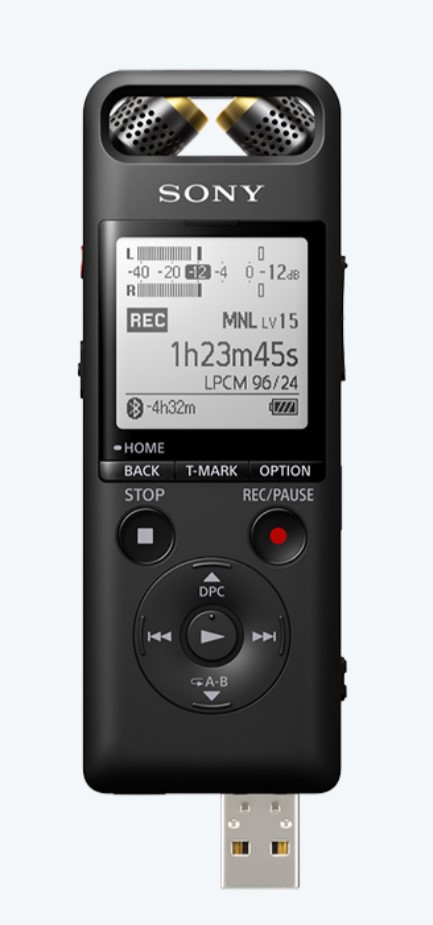 SONY
L
-40 -20 -12 -4 0 -12dB
R
REC MNL LV15
1h23m45s
LPCM 96/24
-4h32m
HOME
BACK T-MARK OPTION
STOP REC/PAUSE
DPC
A-B